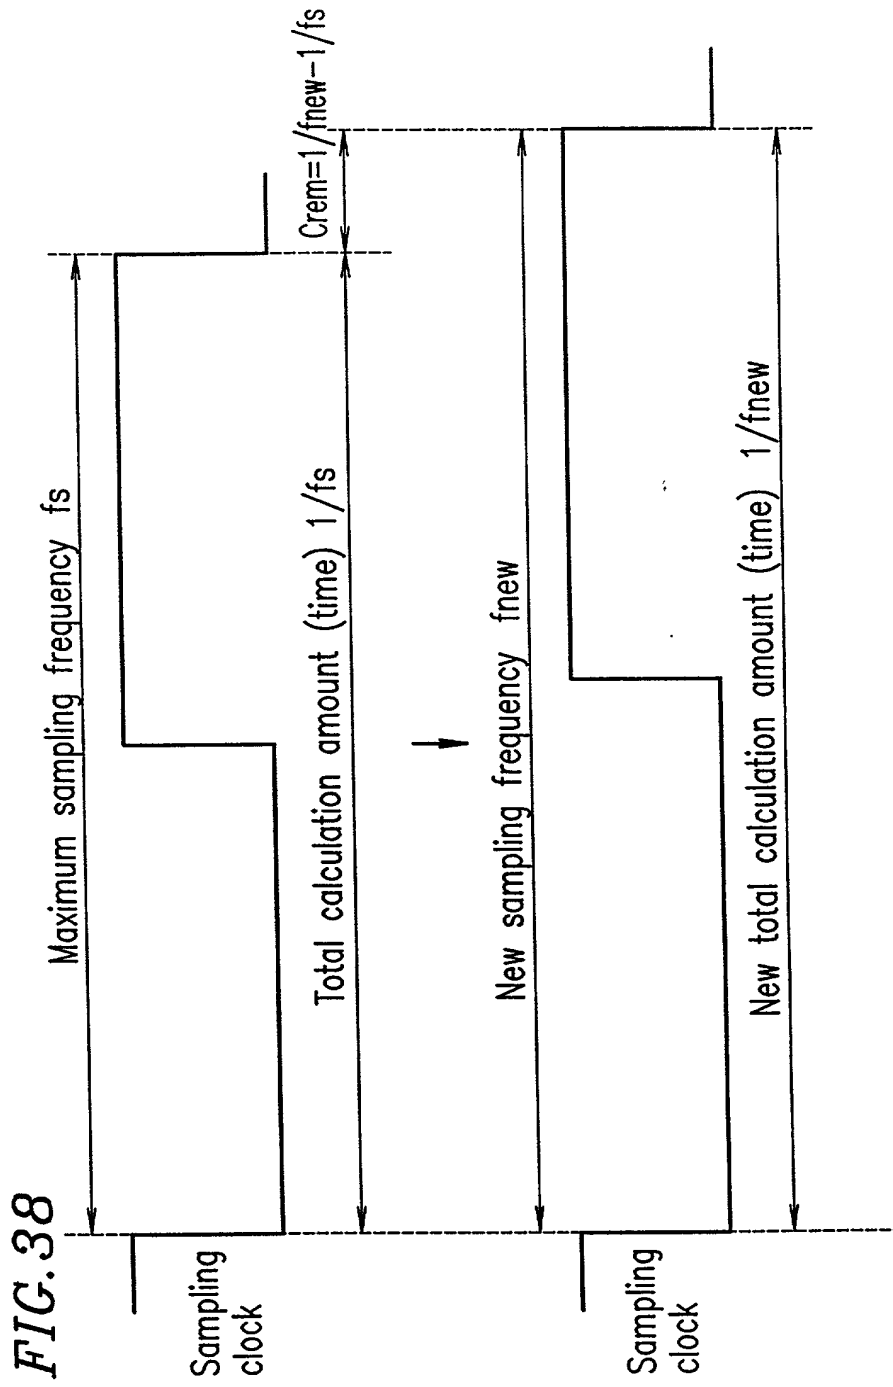 FIG.38
Maximum sampling frequency fs
Sampling
clock
Total calculation amount (time) 1/fs
Crem=1/fnew-1/fs
New sampling frequency fnew
Sampling
clock
New total calculation amount (time) 1/fnew